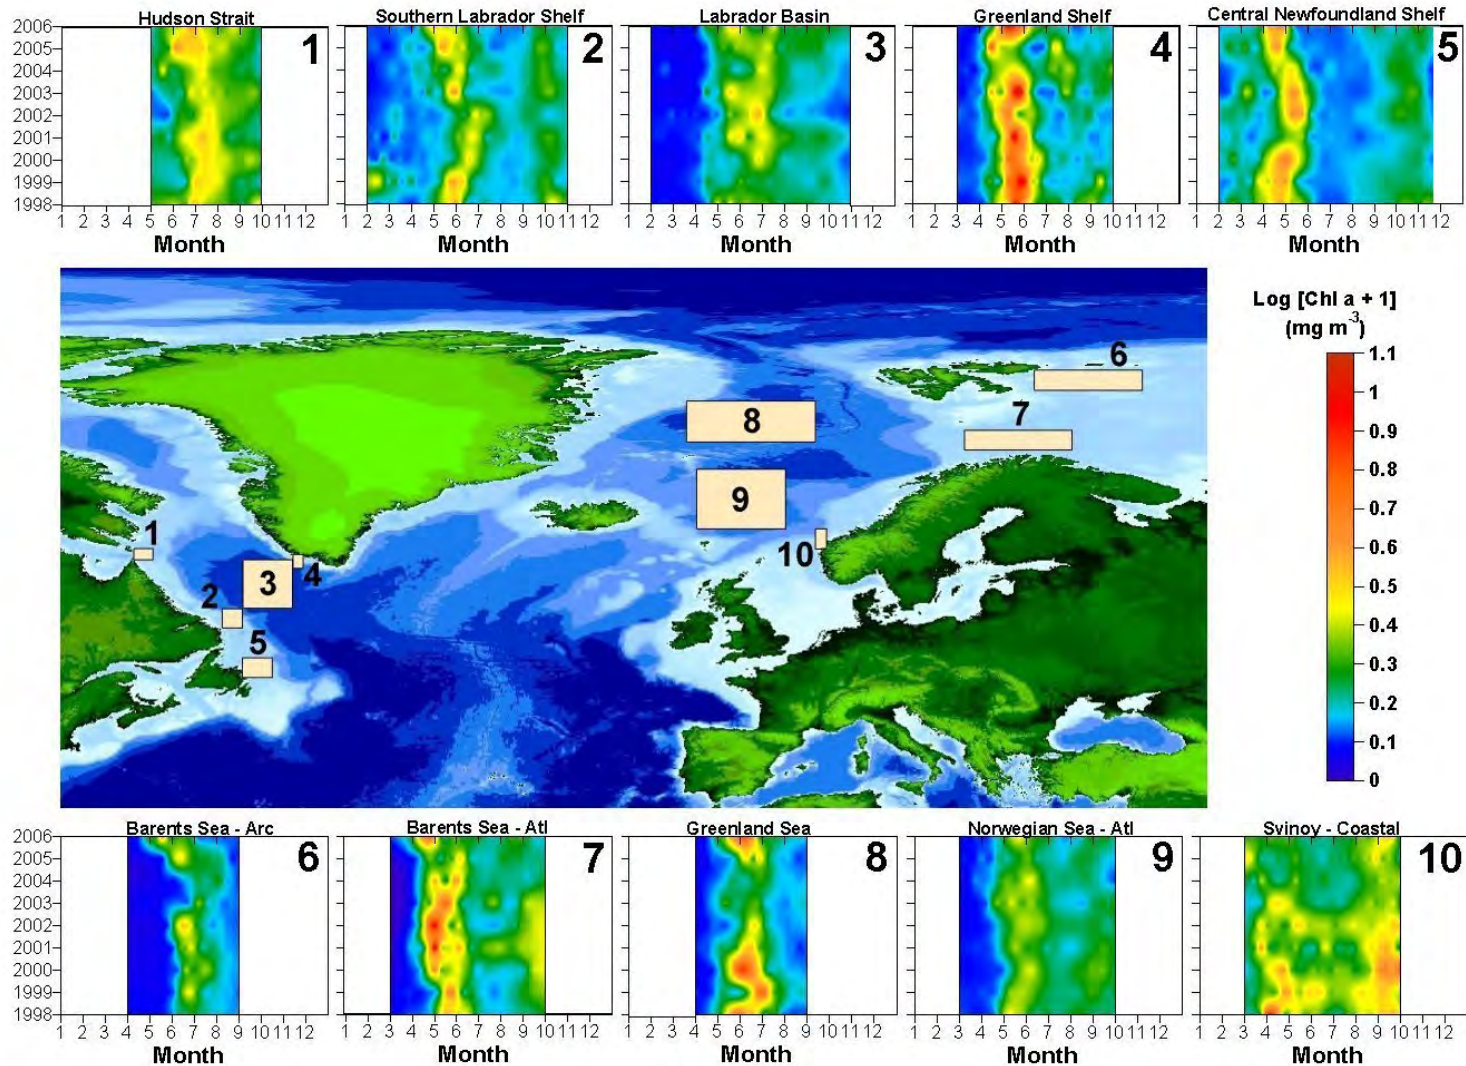 Hudson Strait
Southern Labrador Shelf
Labrador Basin
Greenland Shelf
Central Newfoundland Shelf
1
2
3
4
5
2006
2005
2004
2003
2002
2001
2000
1999
1998
1 2 3 4 5 6 7 8 9 10 11 12
1 2 3 4 5 6 7 8 9 10 11 12
1 2 3 4 5 6 7 8 9 10 11 12
1 2 3 4 5 6 7 8 9 10 11 12
2 3 4 5 6 7 8 9 10 11 12
Month
Month
Month
Month
Month
Log [Chl a + 1]
(mg m-3)
1.1
1
0.9
0.8
0.7
0.6
0.5
0.4
0.3
0.2
0.1
0
6
7
8
9
10
1
2
3
4
5
Barents Sea - Arc
Barents Sea - Atl
Greenland Sea
Norwegian Sea - Atl
Svinoy - Coastal
6
7
8
9
10
2006
2005
2004
2003
2002
2001
2000
1999
1998
1 2 3 4 5 6 7 8 9 10 11 12
1 2 3 4 5 6 7 8 9 10 11 12
1 2 3 4 5 6 7 8 9 10 11 12
1 2 3 4 5 6 7 8 9 10 11 12
1 2 3 4 5 6 7 8 9 10 11 12
Month
Month
Month
Month
Month